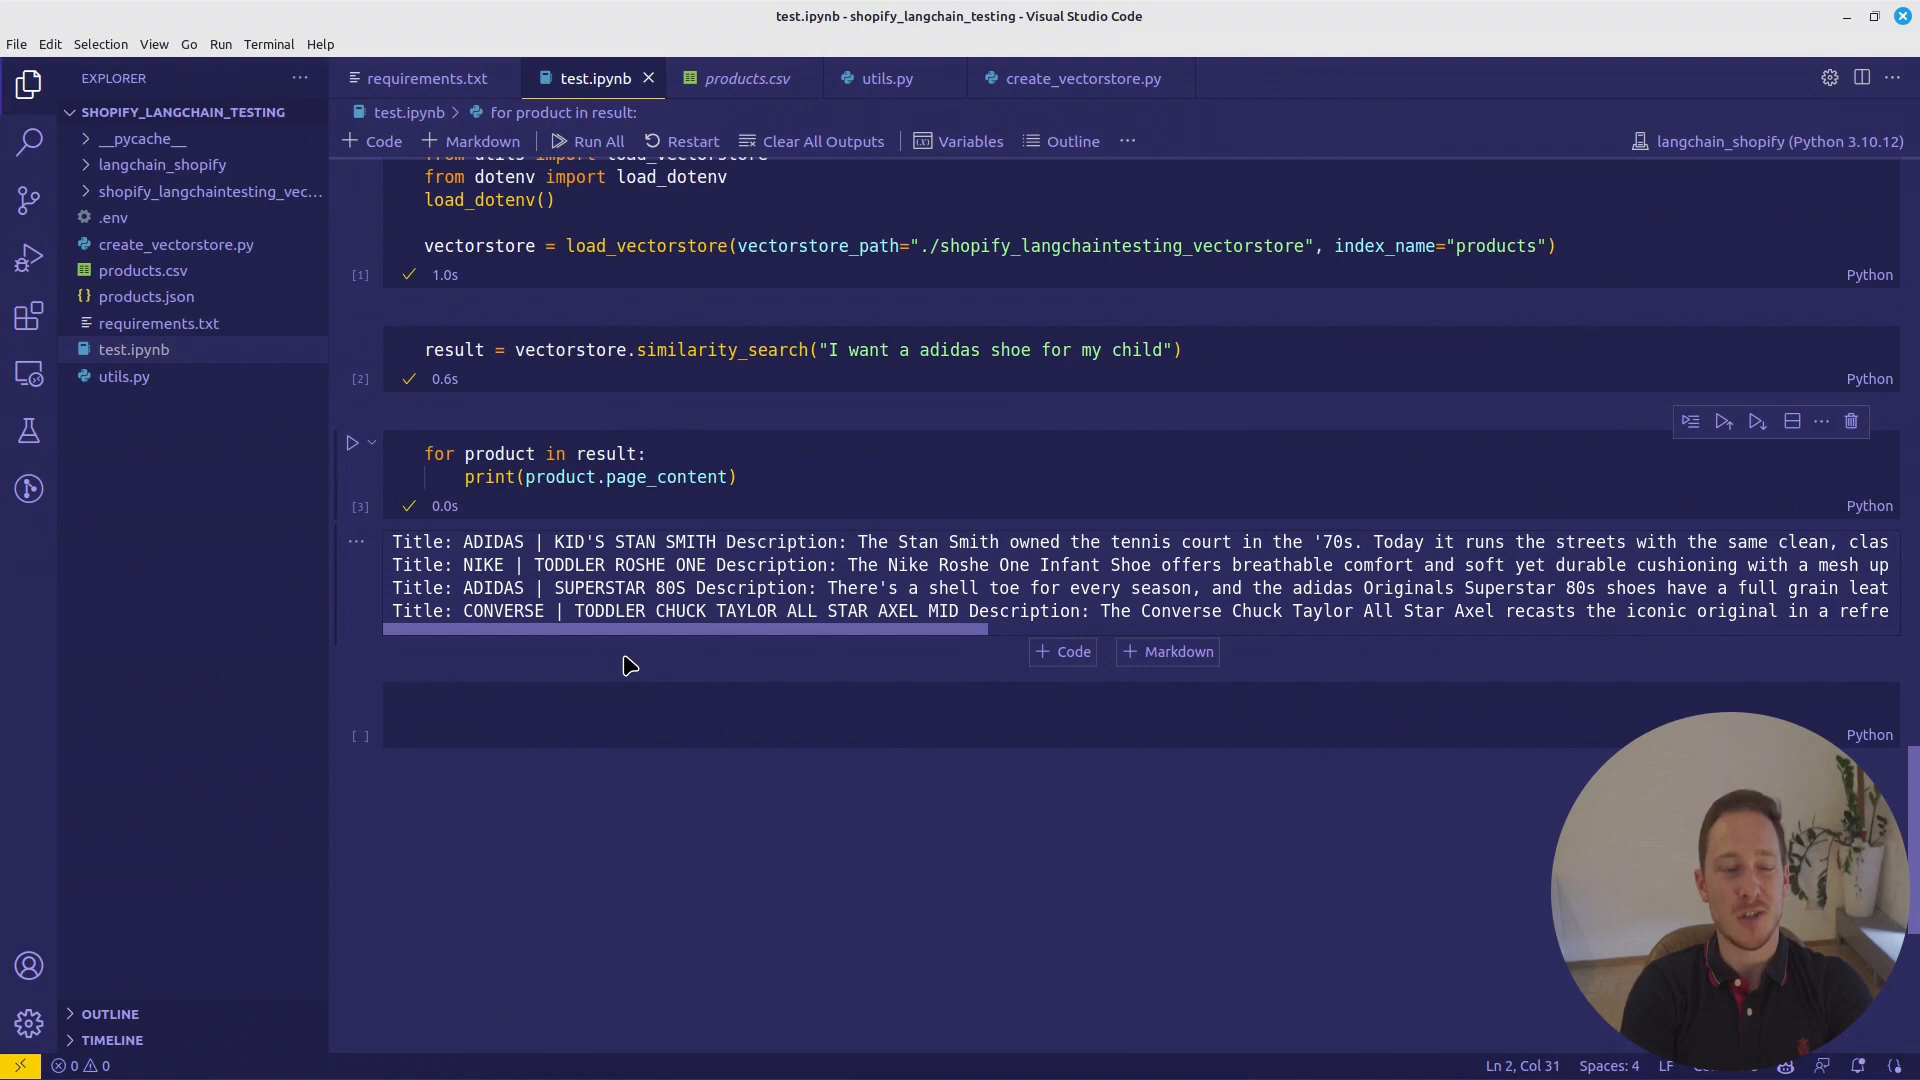 test.ipynb - shopify_langchain_testing - Visual Studio Code
File Edit Selection View Go Run Terminal Help
EXPLORER
requirements.txt
test.ipynb
products.csv
utils.py
create_vectorstore.py
SHOPIFY_LANGCHAIN_TESTING
__pycache__
langchain_shopify
shopify_langchaintesting_vec...
.env
create_vectorstore.py
products.csv
products.json
requirements.txt
test.ipynb
utils.py
OUTLINE
TIMELINE
test.ipynb > for product in result:
+ Code + Markdown Run All Restart Clear All Outputs Variables Outline ...
langchain_shopify (Python 3.10.12)
from utils import load_vectorstore
from dotenv import load_dotenv
load_dotenv()
vectorstore = load_vectorstore(vectorstore_path="./shopify_langchaintesting_vectorstore", index_name="products")
[1] 1.0s Python
result = vectorstore.similarity_search("I want a adidas shoe for my child")
[2] 0.6s Python
for product in result:
print(product.page_content)
[3] 0.0s Python
Title: ADIDAS | KID'S STAN SMITH Description: The Stan Smith owned the tennis court in the '70s. Today it runs the streets with the same clean, clas
Title: NIKE | TODDLER ROSHE ONE Description: The Nike Roshe One Infant Shoe offers breathable comfort and soft yet durable cushioning with a mesh up
Title: ADIDAS | SUPERSTAR 80S Description: There's a shell toe for every season, and the adidas Originals Superstar 80s shoes have a full grain leat
Title: CONVERSE | TODDLER CHUCK TAYLOR ALL STAR AXEL MID Description: The Converse Chuck Taylor All Star Axel recasts the iconic original in a refre
+ Code + Markdown
[ ] Python
0 0
Ln 2, Col 31 Spaces: 4 LF